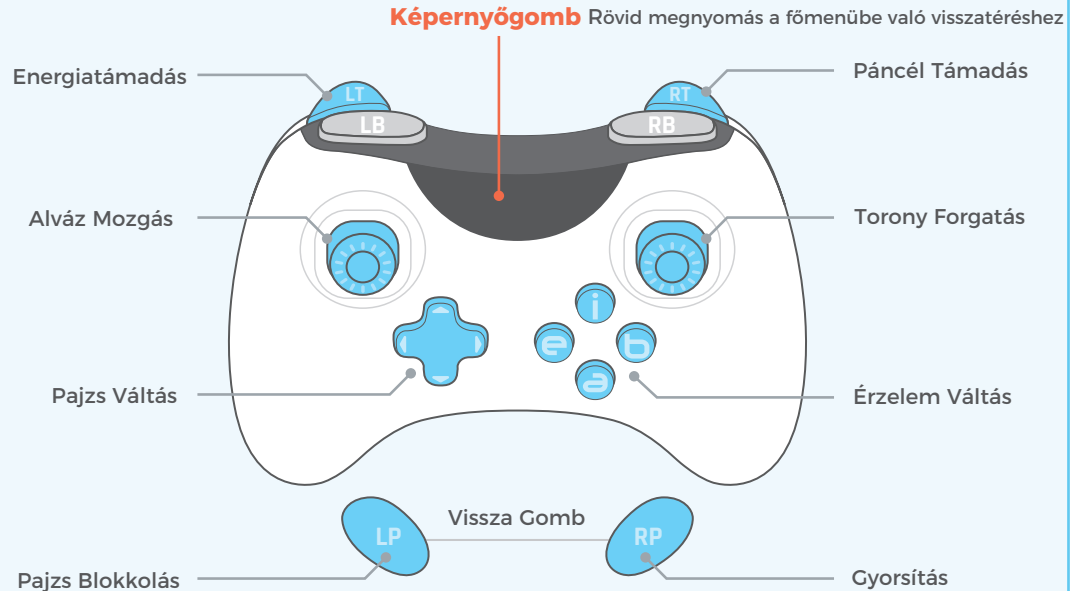 Képernyőgomb Rövid megnyomás a főmenübe való visszatéréshez
Energiatámadás
LT
RT
Páncél Támadás
LB
RB
Alváz Mozgás
Torony Forgatás
i
e
b
a
Pajzs Váltás
Érzelem Váltás
Vissza Gomb
LP
RP
Pajzs Blokkolás
Gyorsítás